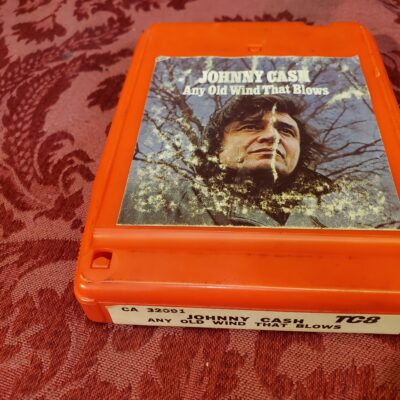 JOHNNY CASH
Any Old Wind That Blows
CA 32091
JOHNNY CASH TC8
ANY OLD WIND THAT BLOWS